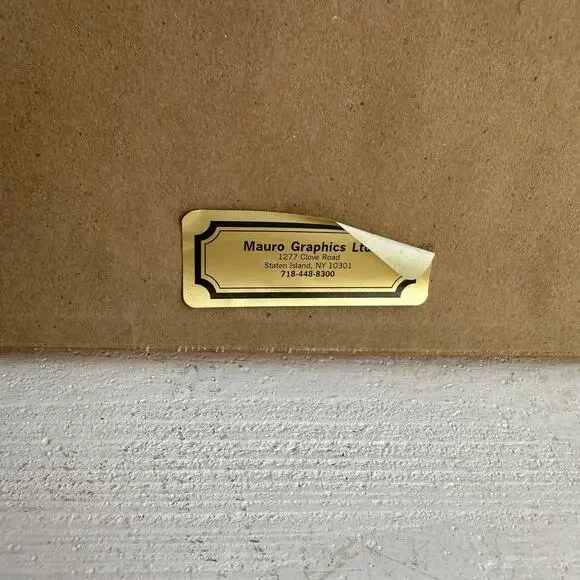 Mauro Graphics Lt
1277 Clove Road
Staten Island, NY 10301
718-448-8300